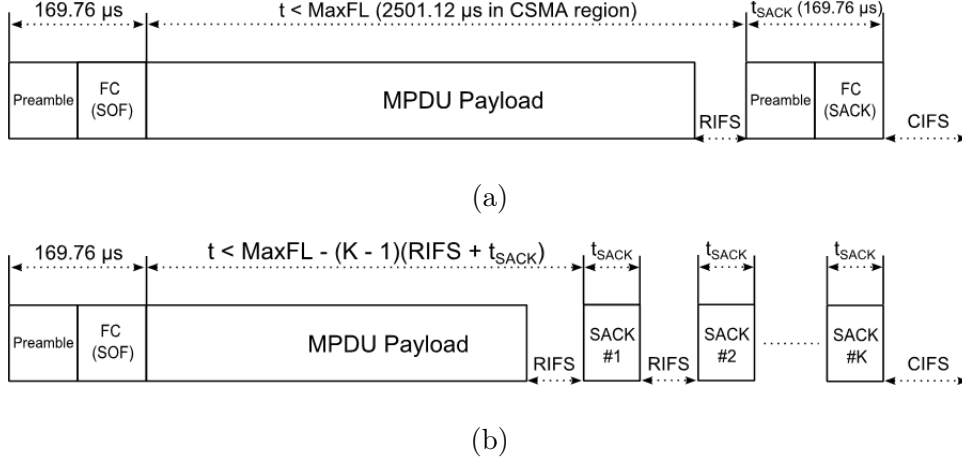 169.76 μs
t < MaxFL (2501.12 μs in CSMA region)
tSACK (169.76 μs)
Preamble
FC
(SOF)
MPDU Payload
RIFS
Preamble
FC
(SACK)
CIFS
(a)
169.76 μs
t < MaxFL - (K - 1)(RIFS + tSACK)
tSACK
tSACK
tSACK
Preamble
FC
(SOF)
MPDU Payload
RIFS
SACK
#1
RIFS
SACK
#2
SACK
#K
CIFS
(b)